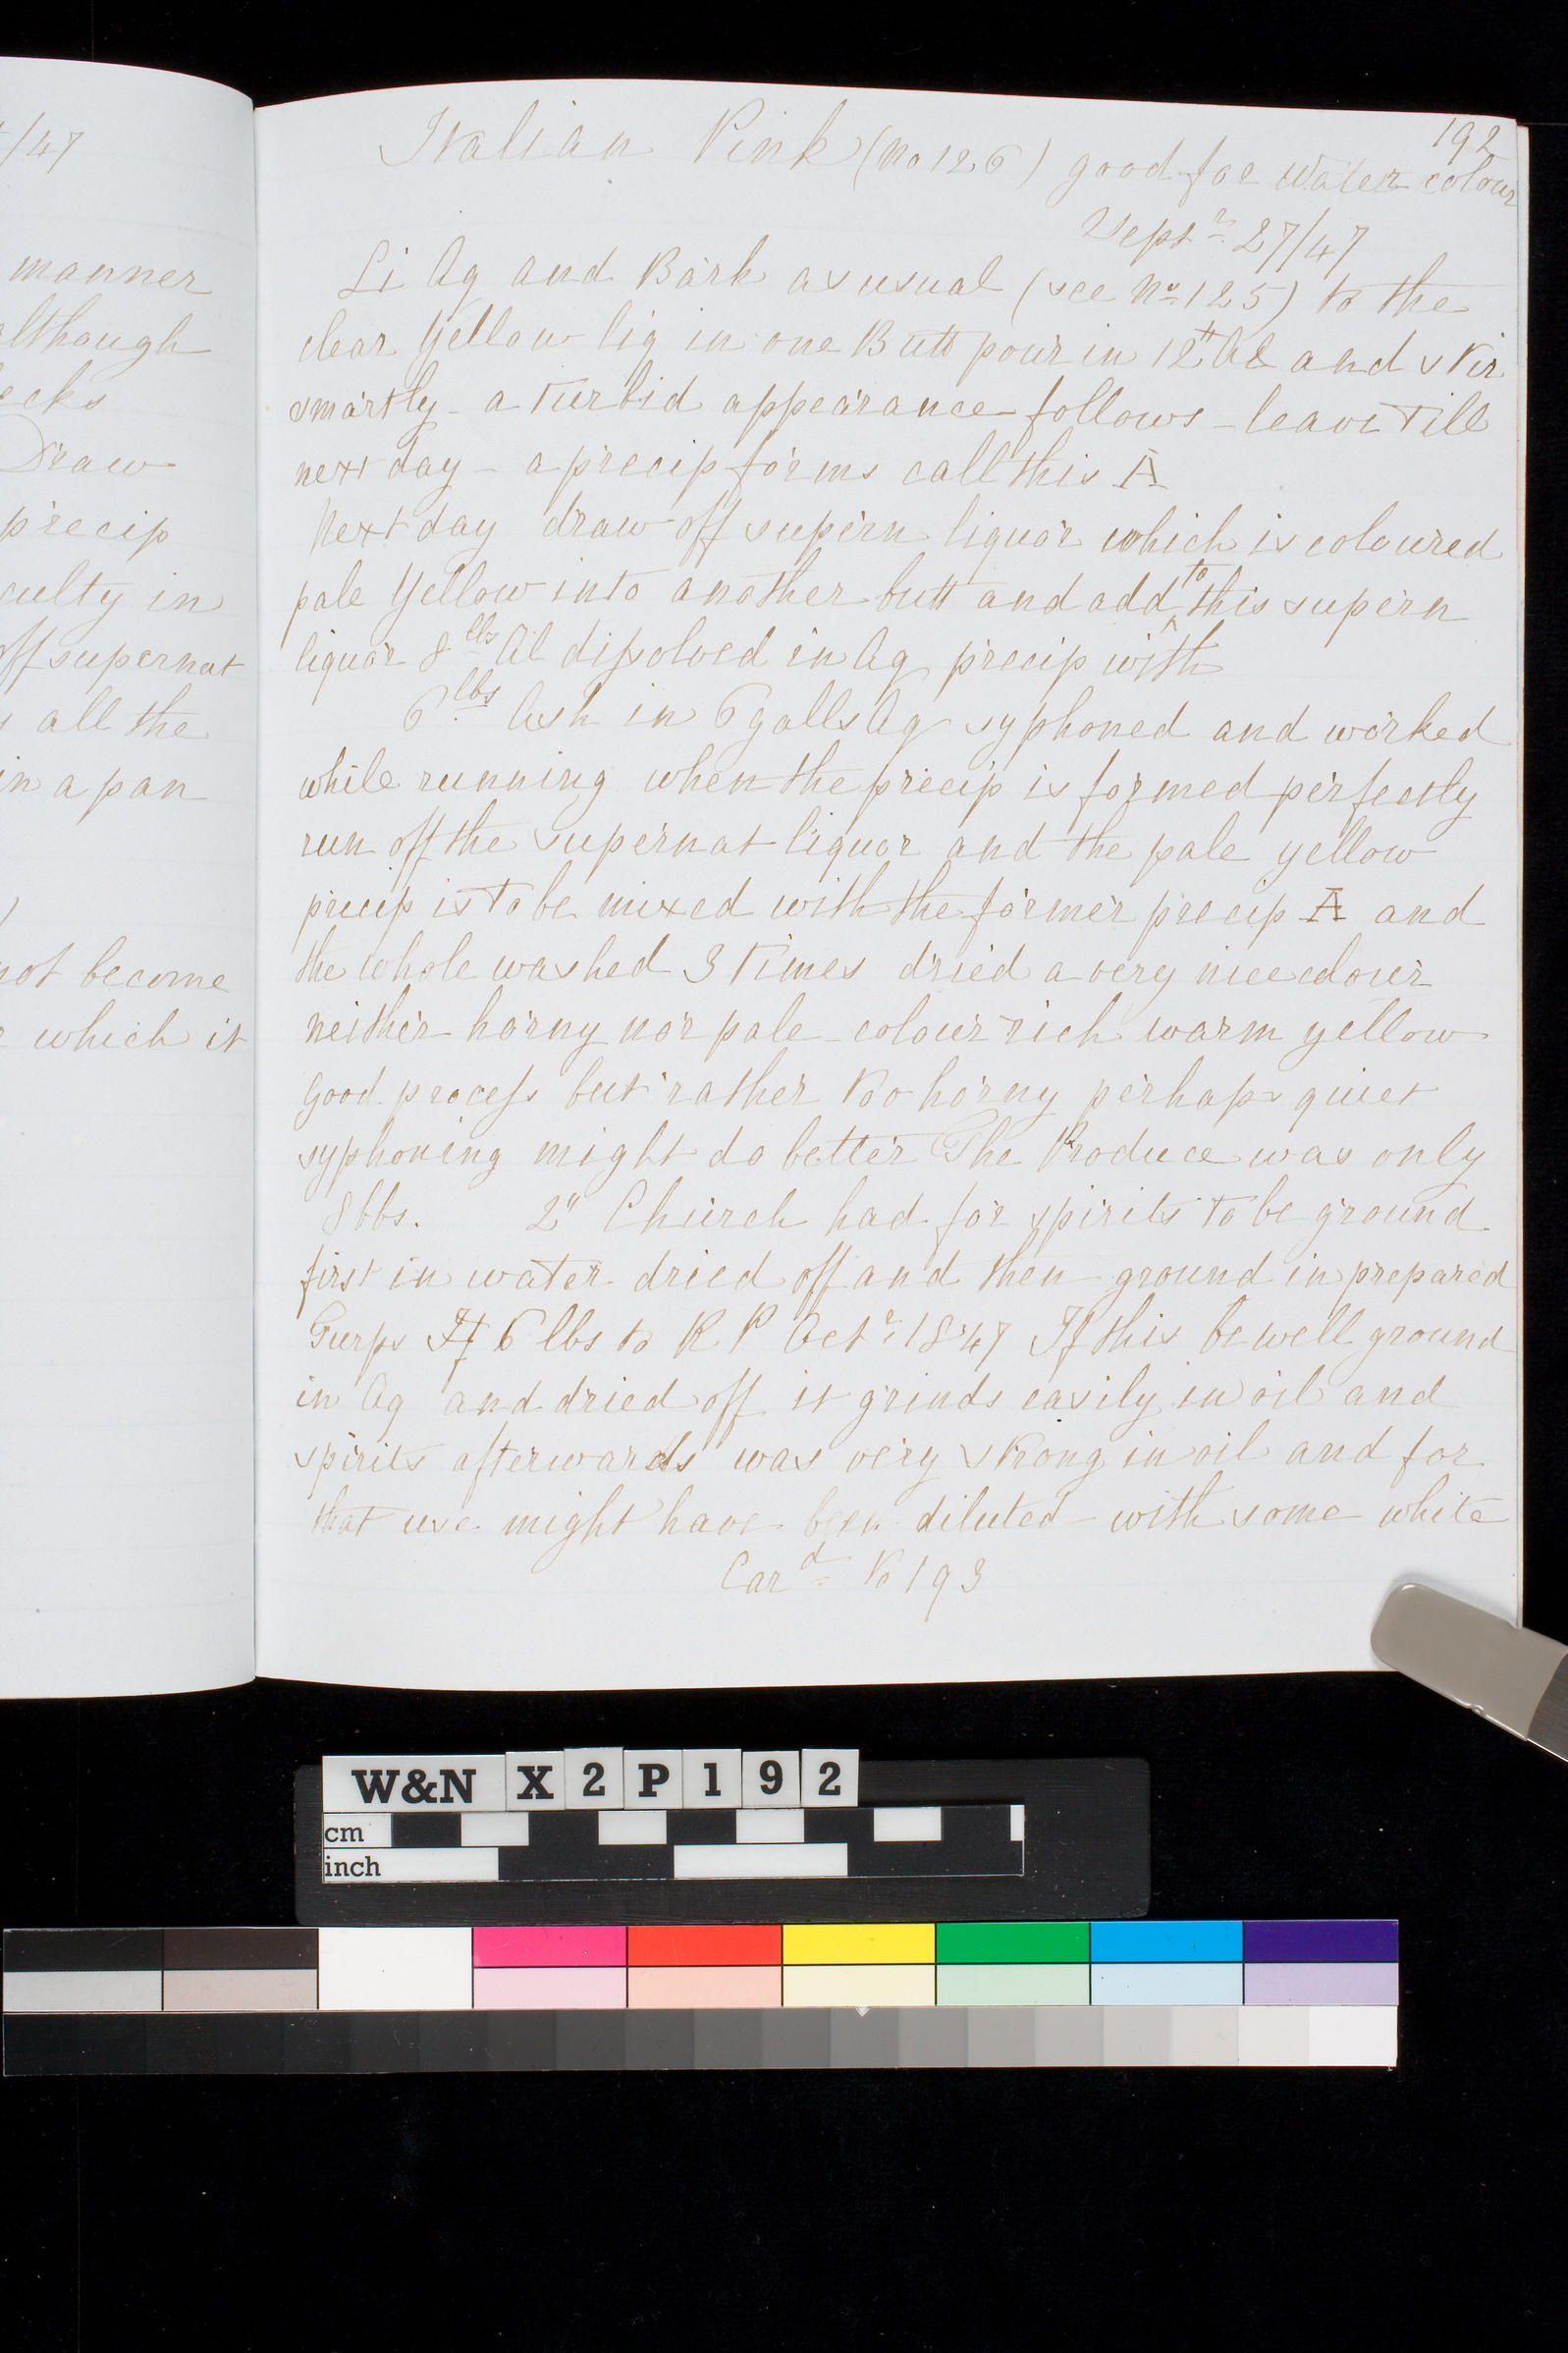 t/47
manner
although
ecks
Draw
precip
culty in
off supernat
s all the
in a pan
not become
which it
192
Italian Pink (No 126) good for Water colour
Septr 27/47
Li Aq and Bark as usual (see No 125) to the
clear Yellow liq in one Butt pour in 12lb Al and stir
smartly - a turbid appearance follows - leave till
next day - a precip forms call this A
Next day draw off supern liquor which is coloured
pale Yellow into another butt and add to this supern
liquor 8 lbs Al dissolved in Aq precip with
6 lbs Ash in 6 galls Aq syphoned and worked
while running when the precip is formed perfectly
run off the supernat liquor and the pale yellow
precip is to be mixed with the former precip A and
the whole washed 3 times dried a very nice colour
neither horny nor pale - colour rich warm yellow
Good process but rather too horny perhaps quiet
syphoning might do better The Produce was only
8 lbs. 2" Church had for spirits to be ground
first in water dried off and then ground in prepared
Turps If 6 lbs to R P Octr 1847 If this be well ground
in Aq and dried off it grinds easily in oil and
spirits afterwards was very strong in oil and for
that use might have been diluted with some white
Card to 193
W&N X2P192
cm
inch